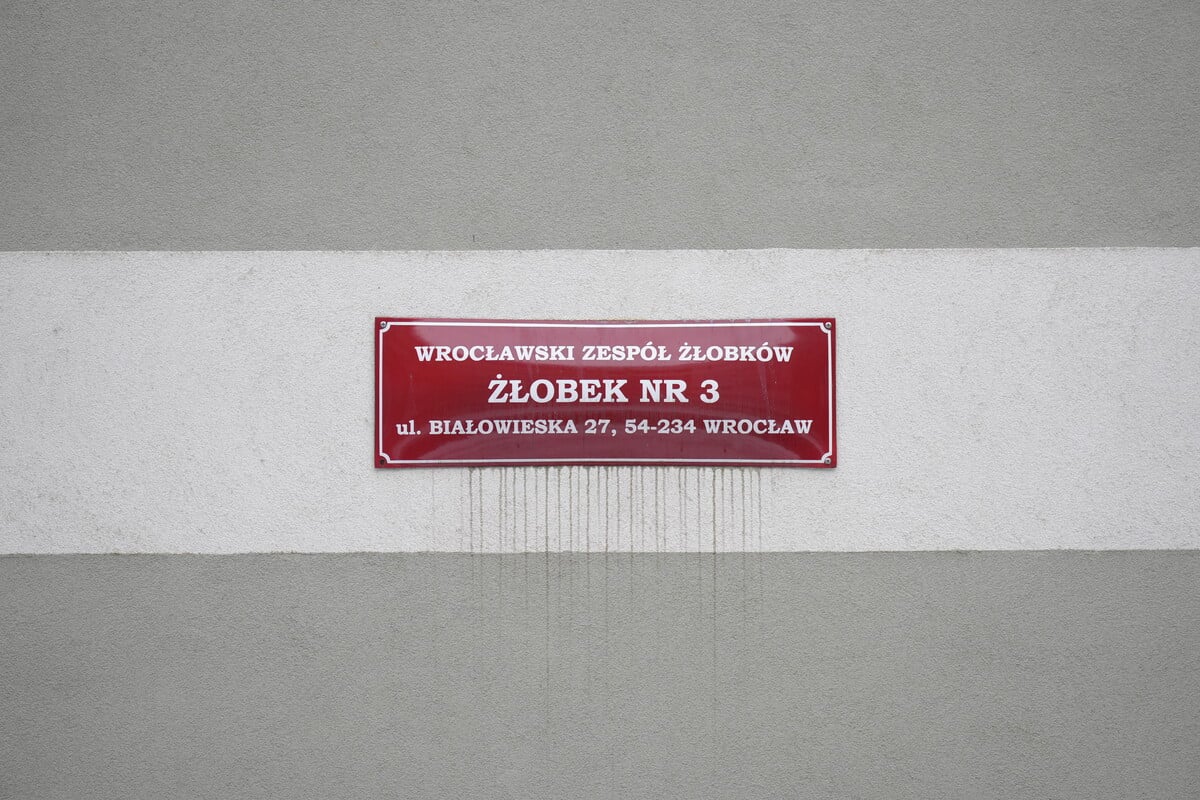 WROCŁAWSKI ZESPÓŁ ŻŁOBKÓW
ŻŁOBEK NR 3
ul. BIAŁOWIESKA 27, 54-234 WROCŁAW